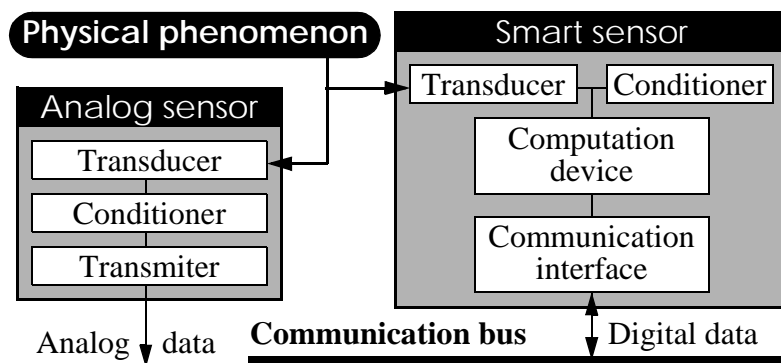 Physical phenomenon
Analog sensor
Transducer
Conditioner
Transmiter
Analog data
Smart sensor
Transducer
Conditioner
Computation
device
Communication
interface
Communication bus
Digital data